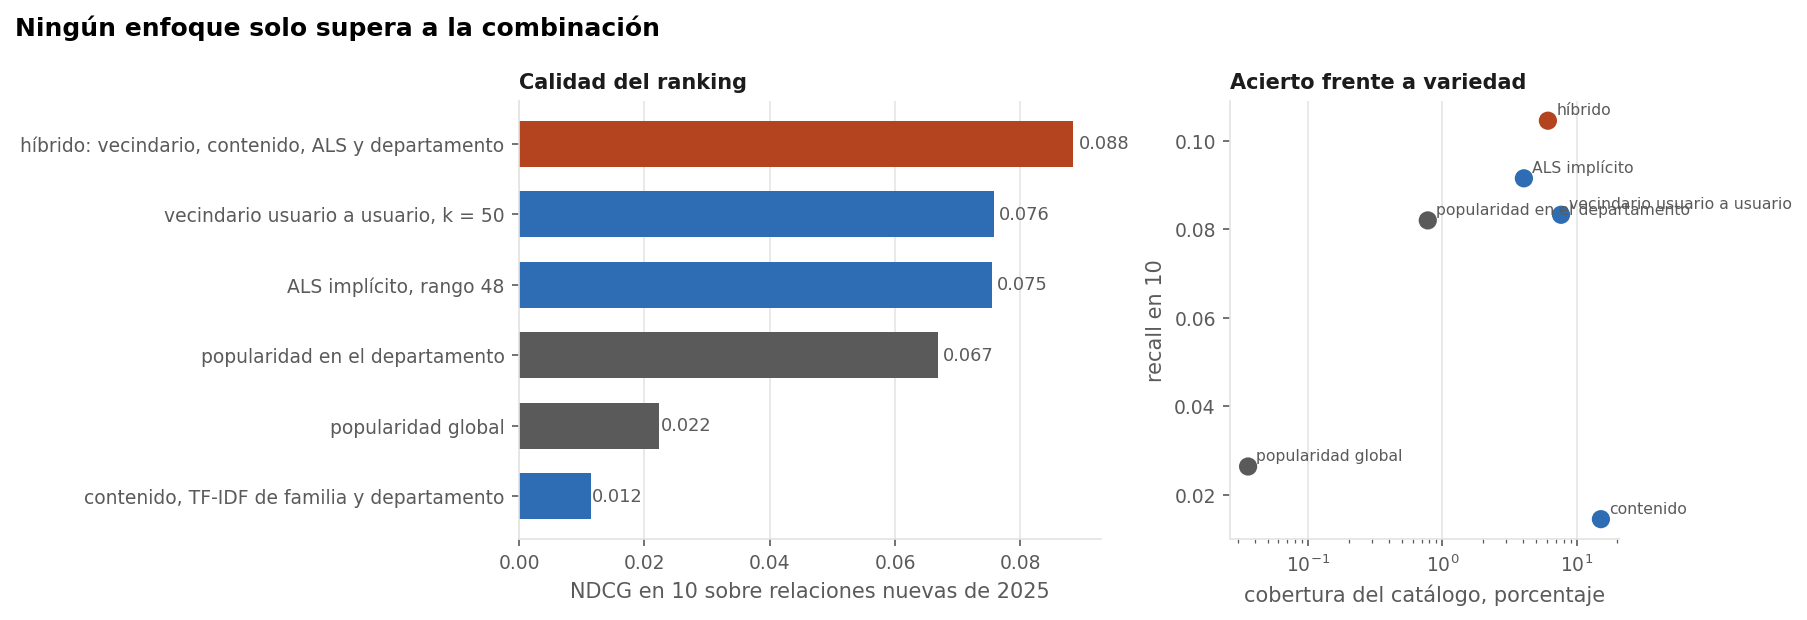 Ningún enfoque solo supera a la combinación
Calidad del ranking
híbrido: vecindario, contenido, ALS y departamento
0.088
vecindario usuario a usuario, k = 50
0.076
ALS implícito, rango 48
0.075
popularidad en el departamento
0.067
popularidad global
0.022
contenido, TF-IDF de familia y departamento
0.012
0.00 0.02 0.04 0.06 0.08
NDCG en 10 sobre relaciones nuevas de 2025
Acierto frente a variedad
recall en 10
0.10
0.08
0.06
0.04
0.02
híbrido
ALS implícito
vecindario usuario a usuario
popularidad en el departamento
popularidad global
contenido
10⁻¹ 10⁰ 10¹
cobertura del catálogo, porcentaje